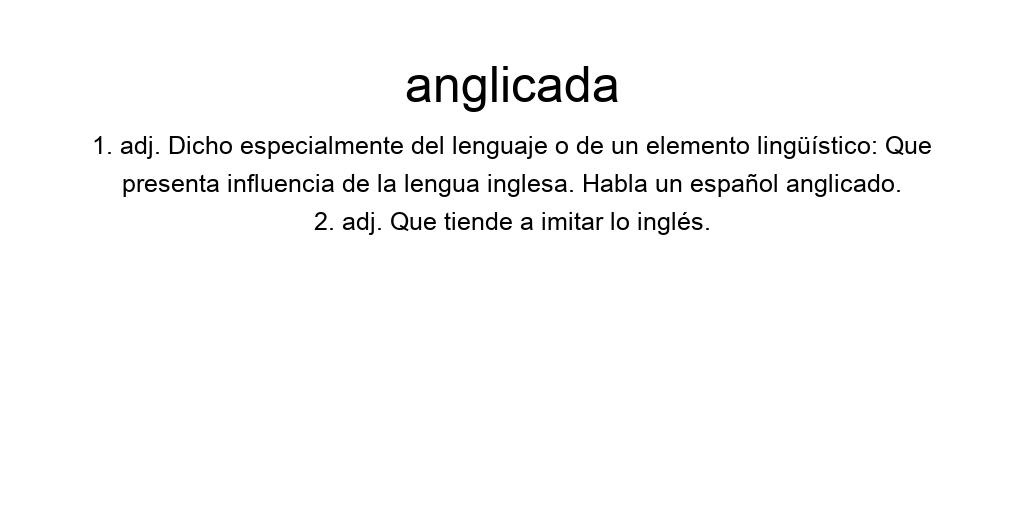 anglicada
1. adj. Dicho especialmente del lenguaje o de un elemento lingüístico: Que
presenta influencia de la lengua inglesa. Habla un español anglicado.
2. adj. Que tiende a imitar lo inglés.